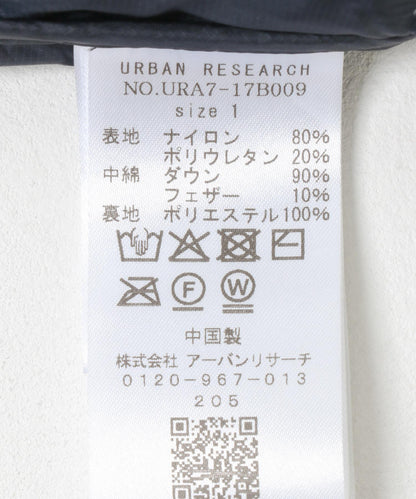 URBAN RESEARCH
NO.URA7-17B009
size 1
表地 ナイロン 80%
ポリウレタン 20%
中綿 ダウン 90%
フェザー 10%
裏地 ポリエステル100%
F W
中国製
株式会社 アーバンリサーチ
0120-967-013
205